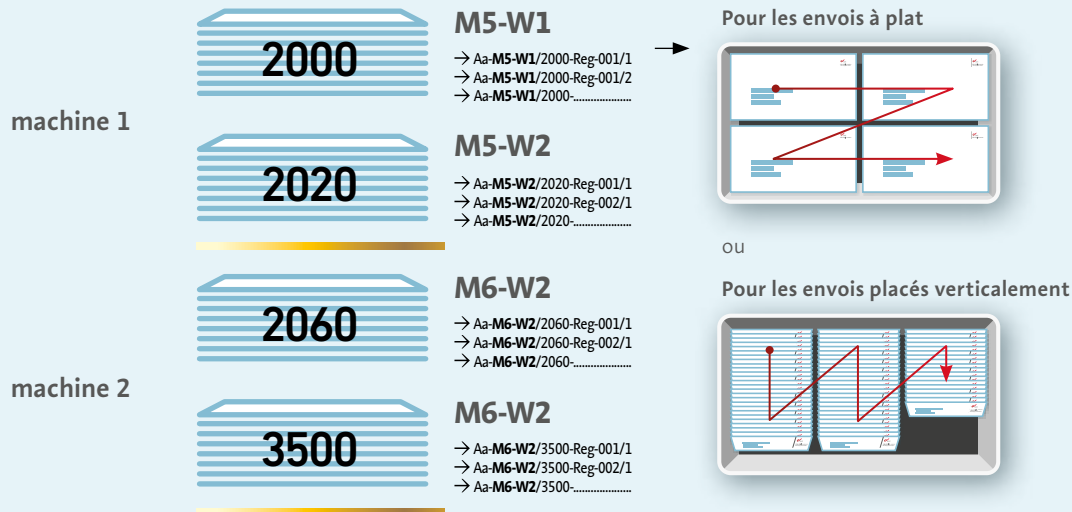 machine 1
2000
M5-W1
→ Aa-M5-W1/2000-Reg-001/1
→ Aa-M5-W1/2000-Reg-001/2
→ Aa-M5-W1/2000-....................
2020
M5-W2
→ Aa-M5-W2/2020-Reg-001/1
→ Aa-M5-W2/2020-Reg-002/1
→ Aa-M5-W2/2020-....................
machine 2
2060
M6-W2
→ Aa-M6-W2/2060-Reg-001/1
→ Aa-M6-W2/2060-Reg-002/1
→ Aa-M6-W2/2060-....................
3500
M6-W2
→ Aa-M6-W2/3500-Reg-001/1
→ Aa-M6-W2/3500-Reg-002/1
→ Aa-M6-W2/3500-....................
Pour les envois à plat
ou
Pour les envois placés verticalement